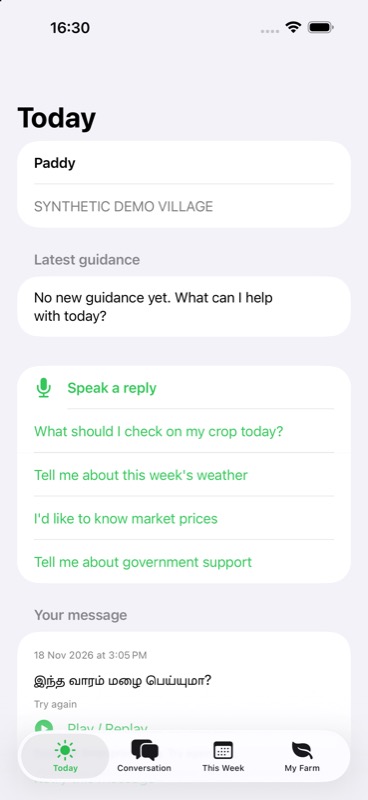 16:30
Today
Paddy
SYNTHETIC DEMO VILLAGE
Latest guidance
No new guidance yet. What can I help
with today?
Speak a reply
What should I check on my crop today?
Tell me about this week's weather
I'd like to know market prices
Tell me about government support
Your message
18 Nov 2026 at 3:05 PM
இந்த வாரம் மழை பெய்யுமா?
Try again
Play / Replay
Today
Conversation
This Week
My Farm